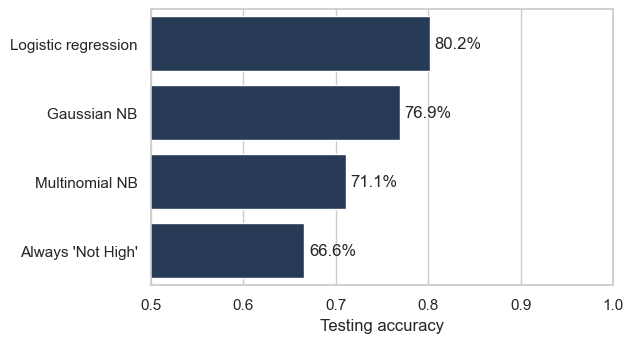 Logistic regression 80.2%
Gaussian NB 76.9%
Multinomial NB 71.1%
Always 'Not High' 66.6%
0.5 0.6 0.7 0.8 0.9 1.0
Testing accuracy